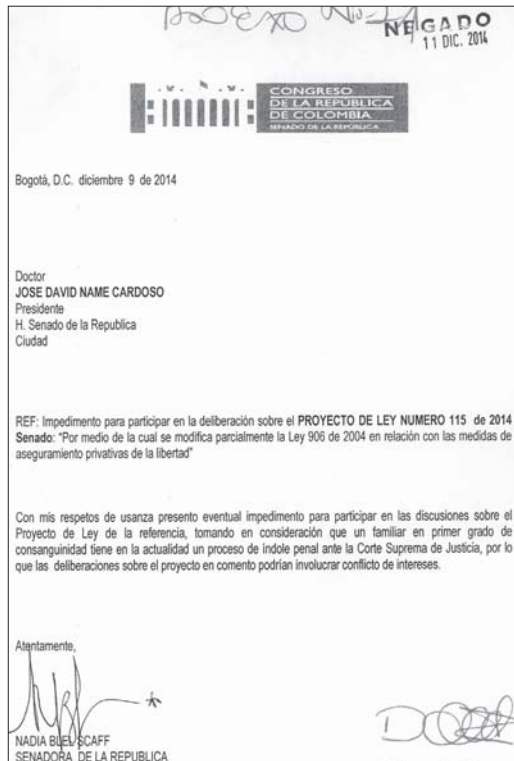 NEGADO
11 DIC. 2014
CONGRESO
DE LA REPÚBLICA
DE COLOMBIA
SENADO DE LA REPÚBLICA
Bogotá, D.C. diciembre 9 de 2014
Doctor
JOSE DAVID NAME CARDOSO
Presidente
H. Senado de la Republica
Ciudad
REF: Impedimento para participar en la deliberación sobre el PROYECTO DE LEY NUMERO 115 de 2014
Senado: “Por medio de la cual se modifica parcialmente la Ley 906 de 2004 en relación con las medidas de
aseguramiento privativas de la libertad”
Con mis respetos de usanza presento eventual impedimento para participar en las discusiones sobre el
Proyecto de Ley de la referencia, tomando en consideración que un familiar en primer grado de
consanguinidad tiene en la actualidad un proceso de indole penal ante la Corte Suprema de Justicia, por lo
que las deliberaciones sobre el proyecto en comento podrían involucrar conflicto de intereses.
Atentamente,
NADIA BLEL SCAFF
SENADORA DE LA REPUBLICA